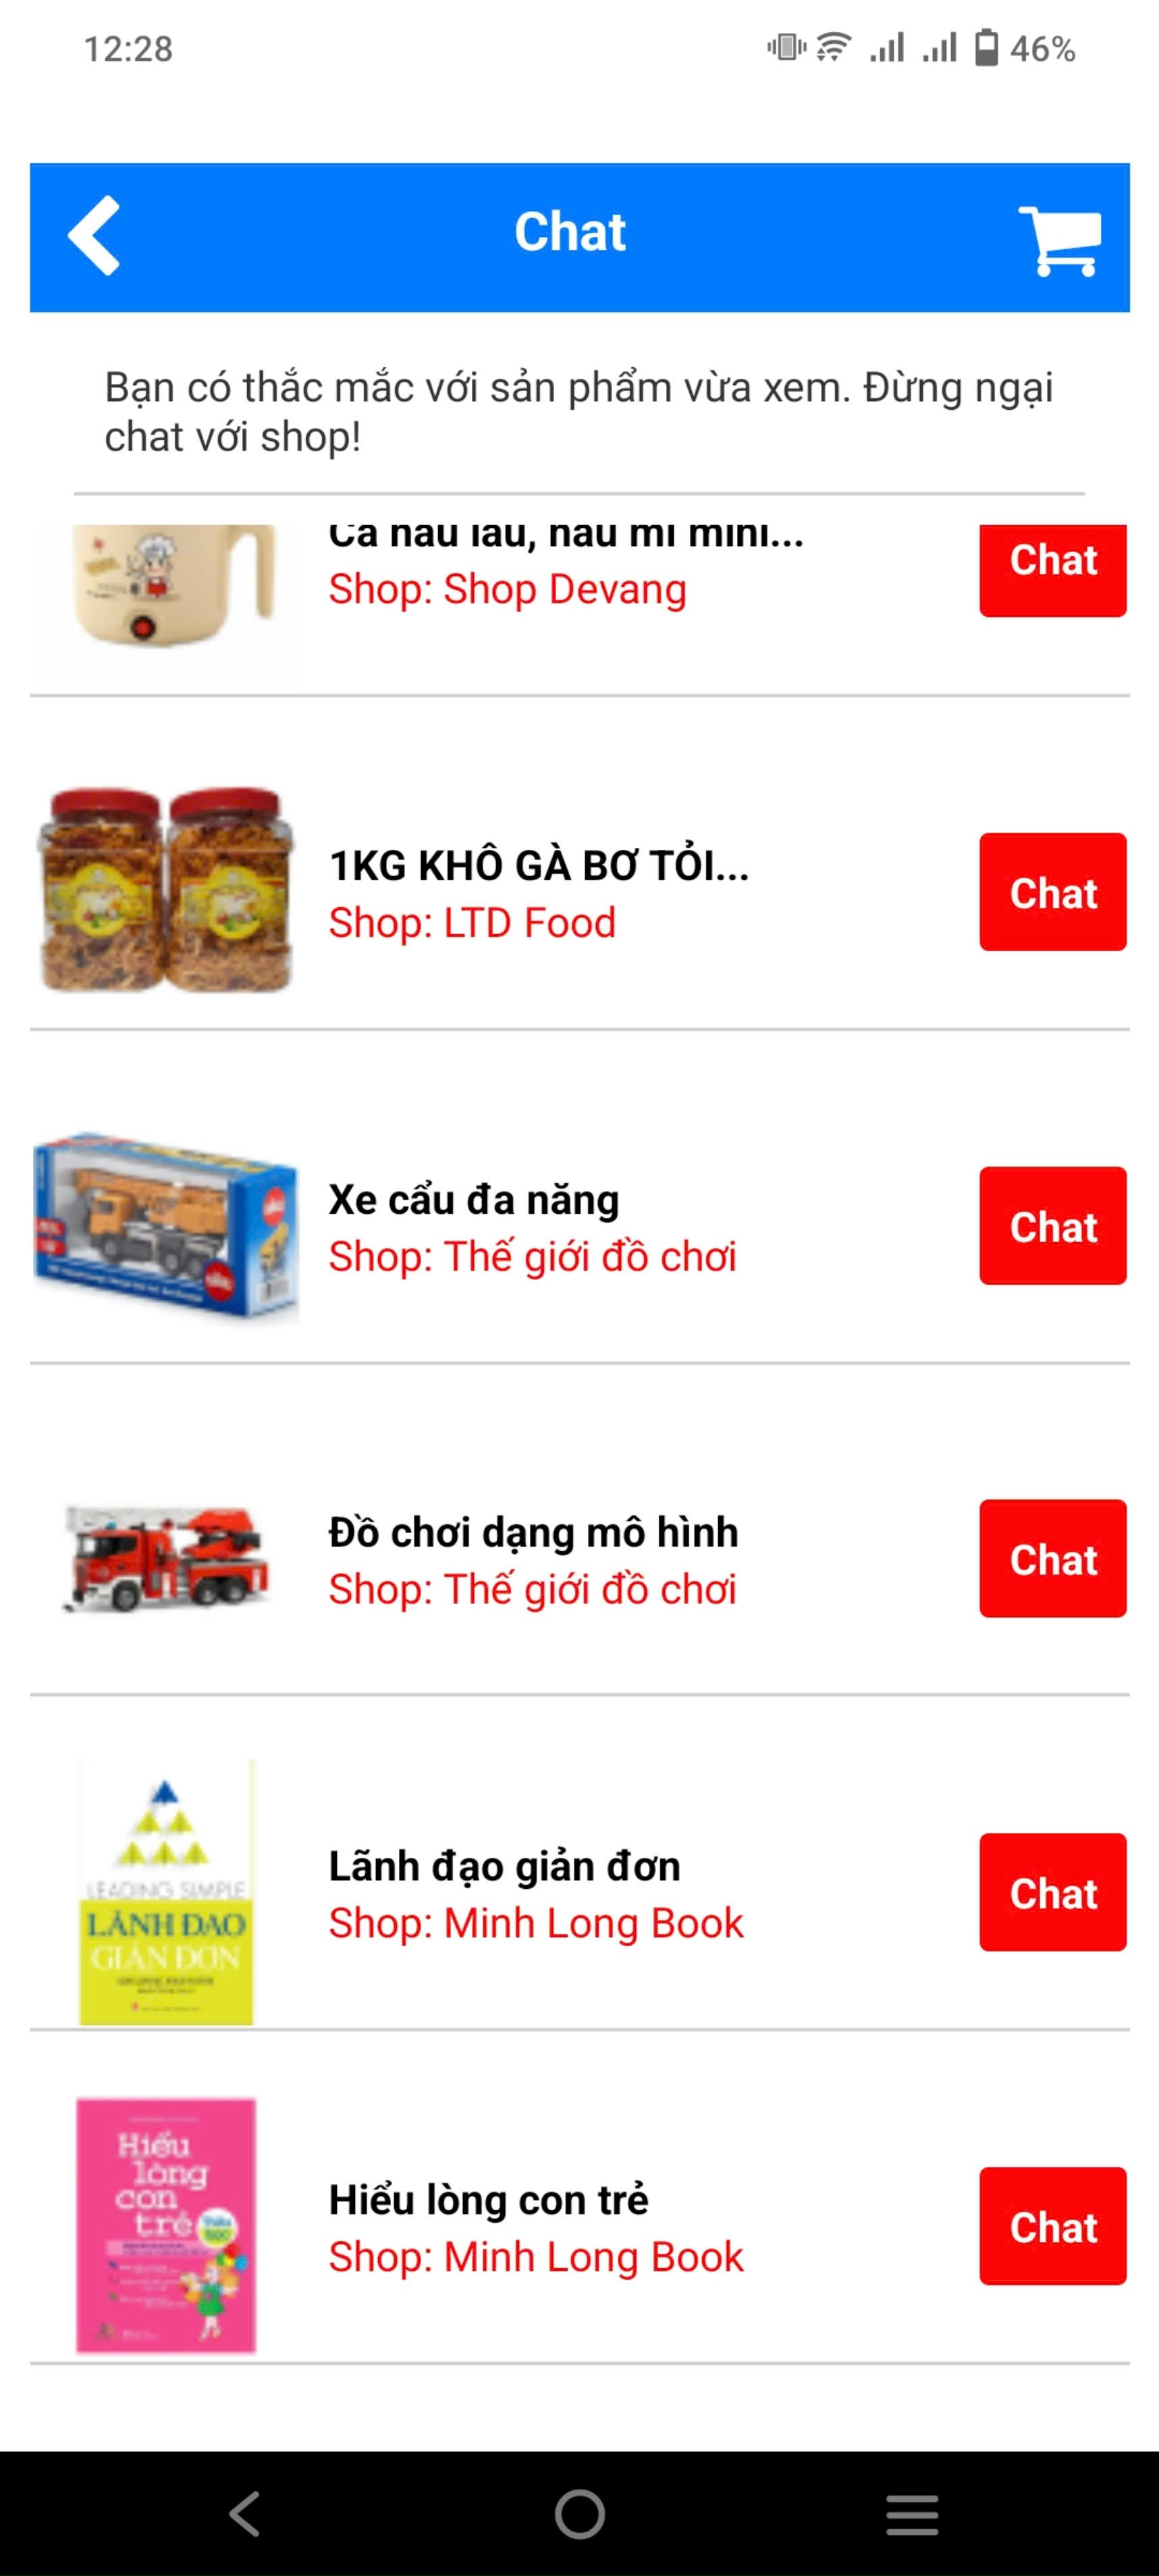 12:28
46%
Chat
Bạn có thắc mắc với sản phẩm vừa xem. Đừng ngại
chat với shop!
Ca nấu lẩu, nấu mì mini...
Shop: Shop Devang
Chat
1KG KHÔ GÀ BƠ TỎI...
Shop: LTD Food
Chat
Xe cẩu đa năng
Shop: Thế giới đồ chơi
Chat
Đồ chơi dạng mô hình
Shop: Thế giới đồ chơi
Chat
LEADING SIMPLE
LÃNH ĐẠO
GIẢN ĐƠN
Lãnh đạo giản đơn
Shop: Minh Long Book
Chat
Hiểu
lòng
con
trẻ
Hiểu lòng con trẻ
Shop: Minh Long Book
Chat